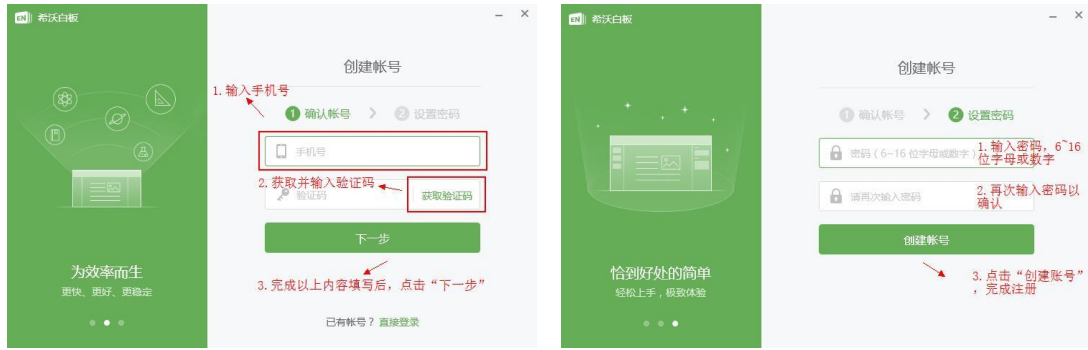 EN 希沃白板
创建帐号
1. 输入手机号
1 确认帐号 > 2 设置密码
手机号
2. 获取并输入验证码
验证码 获取验证码
下一步
为效率而生
更快、更好、更稳定
3. 完成以上内容填写后，点击“下一步”
已有帐号？ 直接登录
EN 希沃白板
创建帐号
1 确认帐号 > 2 设置密码
密码（6~16 位字母或数字）
1. 输入密码，6~16
位字母或数字
请再次输入密码
2. 再次输入密码以
确认
创建帐号
恰到好处的简单
轻松上手，极致体验
3. 点击“创建账号”
，完成注册